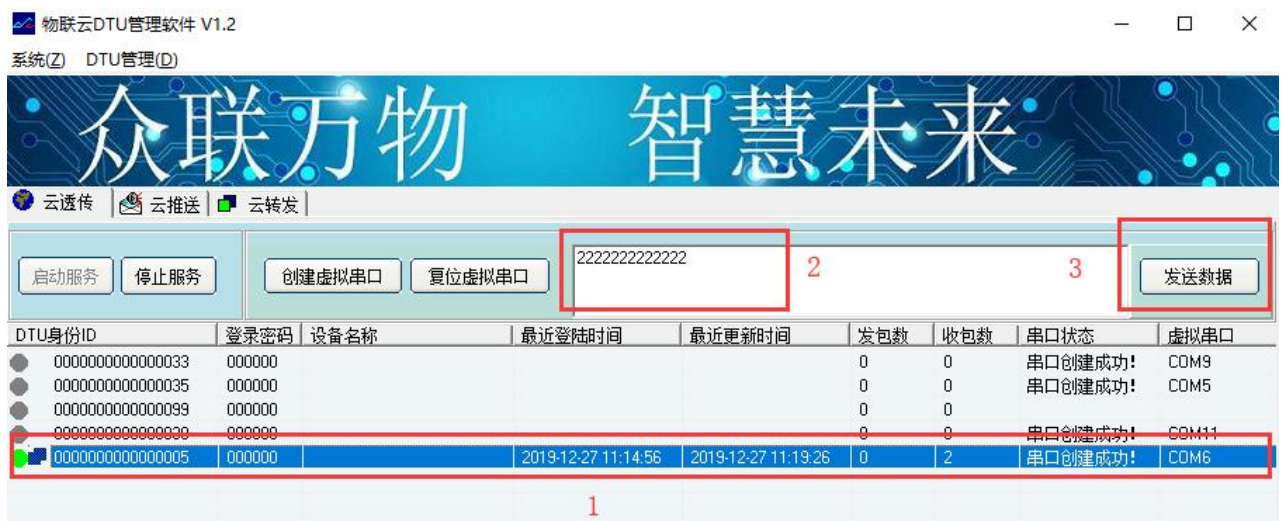 物联云DTU管理软件 V1.2
系统(Z) DTU管理(D)
众联万物 智慧未来
云透传 云推送 云转发
启动服务 停止服务 创建虚拟串口 复位虚拟串口 2222222222222 2 3 发送数据
DTU身份ID 登录密码 设备名称 最近登陆时间 最近更新时间 发包数 收包数 串口状态 虚拟串口
0000000000000033 000000 0 0 串口创建成功! COM9
0000000000000035 000000 0 0 串口创建成功! COM5
0000000000000099 000000 0 0
000000 0 0 串口创建成功! COM11
0000000000000005 000000 2019-12-27 11:14:56 2019-12-27 11:19:26 0 2 串口创建成功! COM6
1